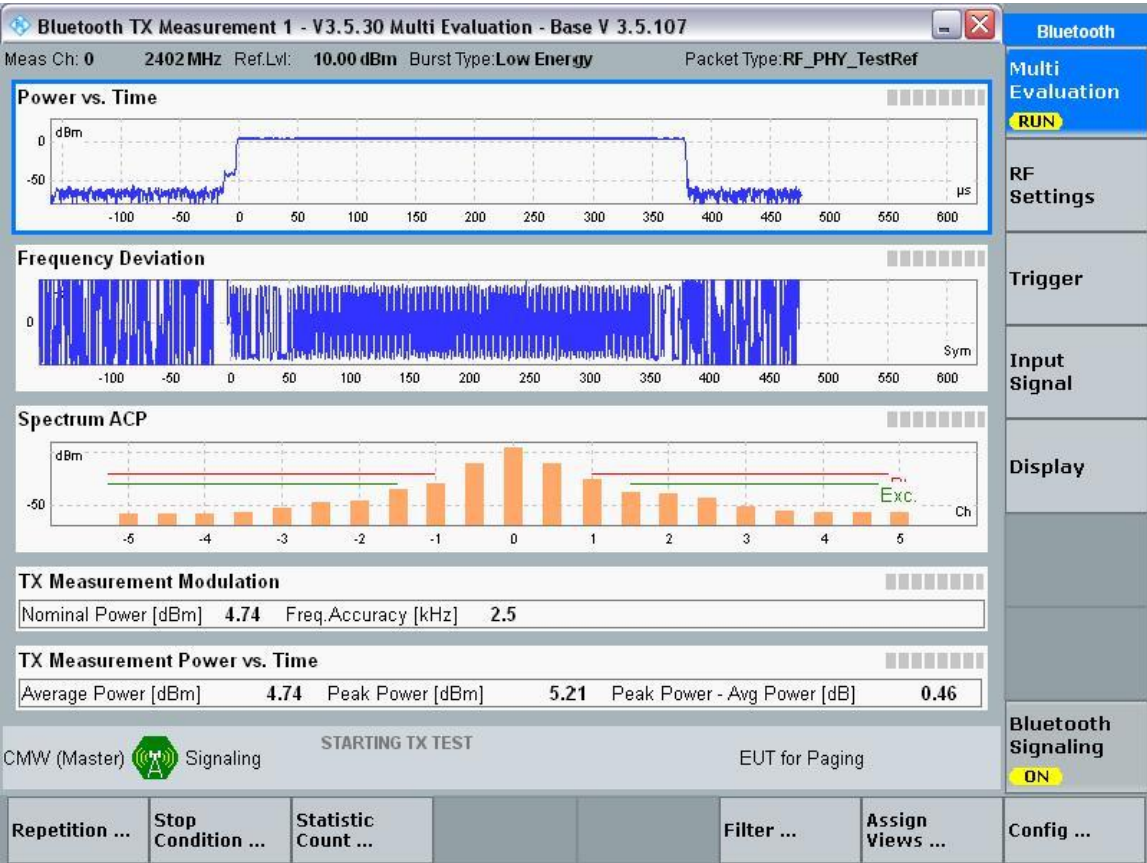 Bluetooth TX Measurement 1 - V3.5.30 Multi Evaluation - Base V 3.5.107
Meas Ch: 0 2402 MHz Ref.Lvl: 10.00 dBm Burst Type:Low Energy Packet Type:RF_PHY_TestRef
Power vs. Time
dBm
0
-50
µs
-100 -50 0 50 100 150 200 250 300 350 400 450 500 550 600
Frequency Deviation
0
Sym
-100 -50 0 50 100 150 200 250 300 350 400 450 500 550 600
Spectrum ACP
dBm
-50
Exc.
Ch
-5 -4 -3 -2 -1 0 1 2 3 4 5
TX Measurement Modulation
Nominal Power [dBm] 4.74 Freq.Accuracy [kHz] 2.5
TX Measurement Power vs. Time
Average Power [dBm] 4.74 Peak Power [dBm] 5.21 Peak Power - Avg Power [dB] 0.46
CMW (Master) Signaling STARTING TX TEST EUT for Paging
Bluetooth
Multi
Evaluation
RUN
RF
Settings
Trigger
Input
Signal
Display
Bluetooth
Signaling
ON
Repetition ...
Stop
Condition ...
Statistic
Count ...
Filter ...
Assign
Views ...
Config ...